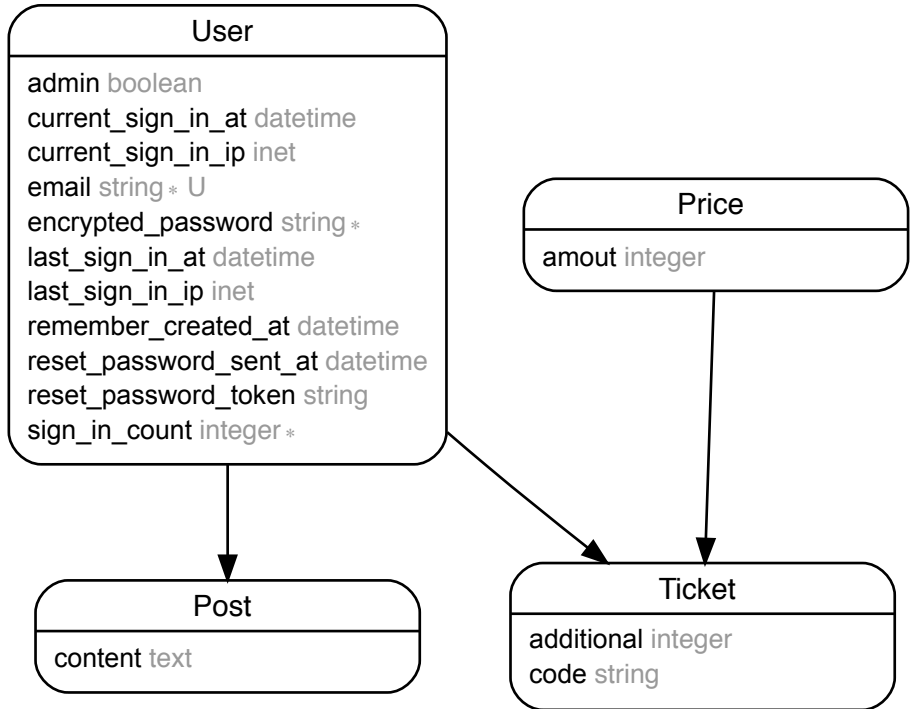 User
admin boolean
current_sign_in_at datetime
current_sign_in_ip inet
email string * U
encrypted_password string *
last_sign_in_at datetime
last_sign_in_ip inet
remember_created_at datetime
reset_password_sent_at datetime
reset_password_token string
sign_in_count integer *
Price
amout integer
Post
content text
Ticket
additional integer
code string